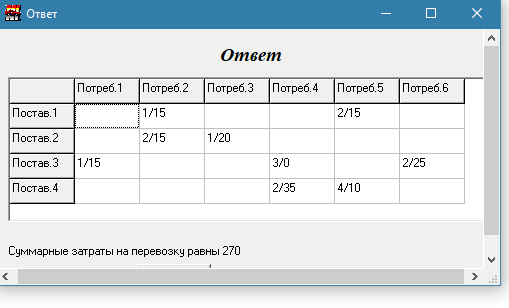 Ответ
Ответ
Потреб.1 Потреб.2 Потреб.3 Потреб.4 Потреб.5 Потреб.6
Постав.1 1/15 2/15
Постав.2 2/15 1/20
Постав.3 1/15 3/0 2/25
Постав.4 2/35 4/10
Суммарные затраты на перевозку равны 270